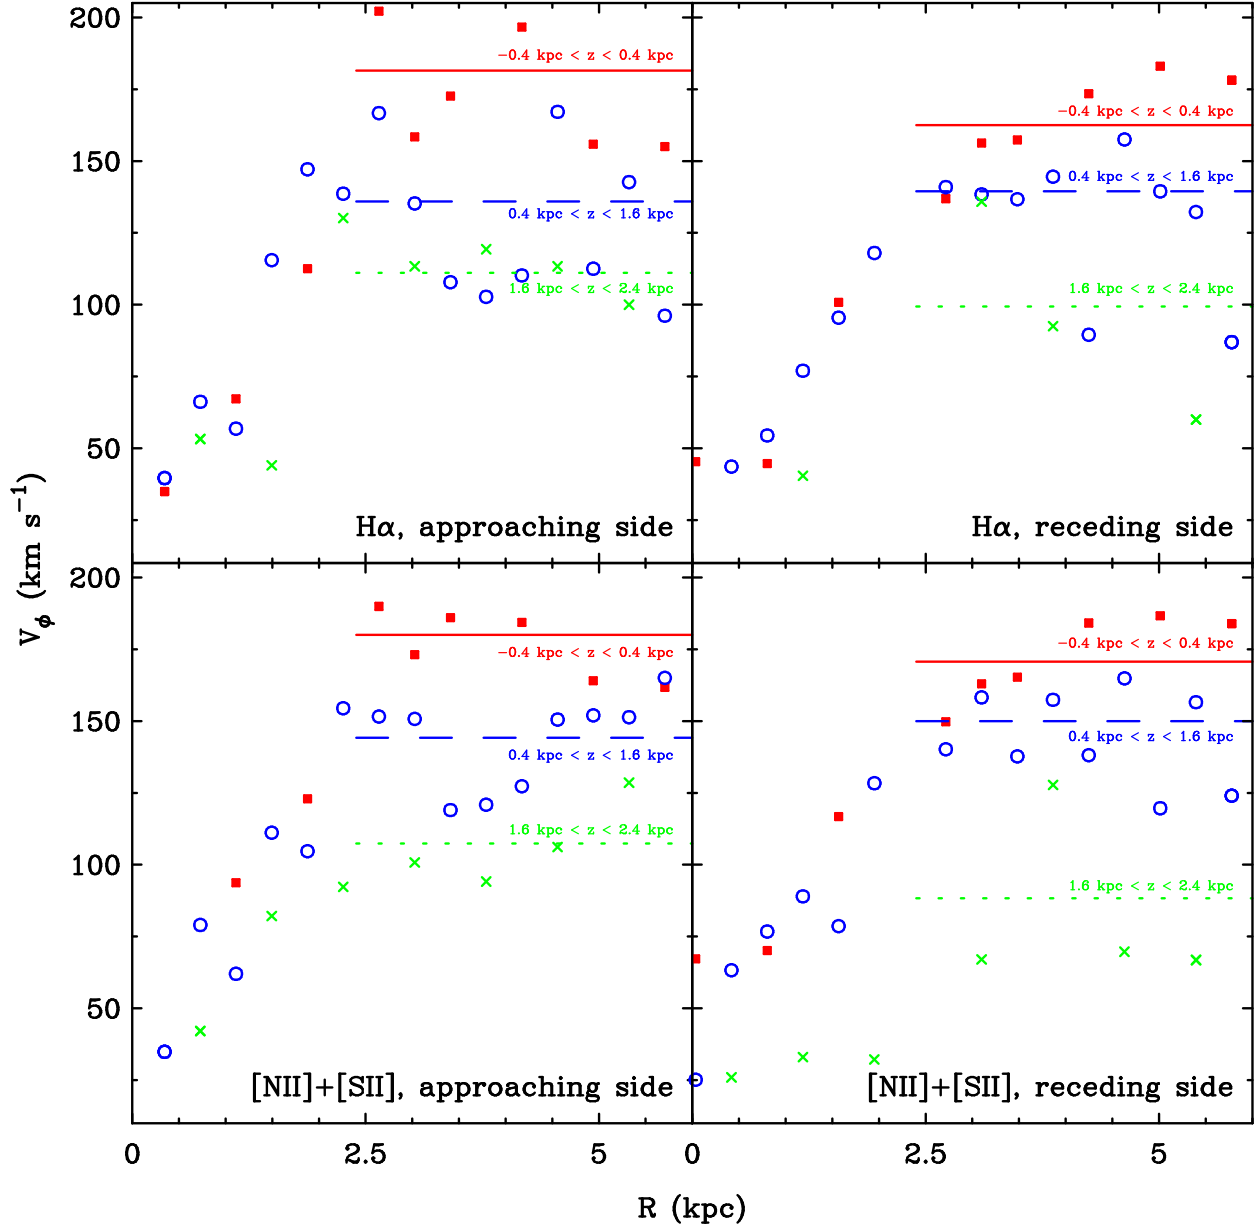 200
150
100
50
−0.4 kpc < z < 0.4 kpc
0.4 kpc < z < 1.6 kpc
1.6 kpc < z < 2.4 kpc
Hα, approaching side
−0.4 kpc < z < 0.4 kpc
0.4 kpc < z < 1.6 kpc
1.6 kpc < z < 2.4 kpc
Hα, receding side
V_ϕ (km s⁻¹)
200
150
100
50
−0.4 kpc < z < 0.4 kpc
0.4 kpc < z < 1.6 kpc
1.6 kpc < z < 2.4 kpc
[NII]+[SII], approaching side
−0.4 kpc < z < 0.4 kpc
0.4 kpc < z < 1.6 kpc
1.6 kpc < z < 2.4 kpc
[NII]+[SII], receding side
0 2.5 5 0 2.5 5
R (kpc)